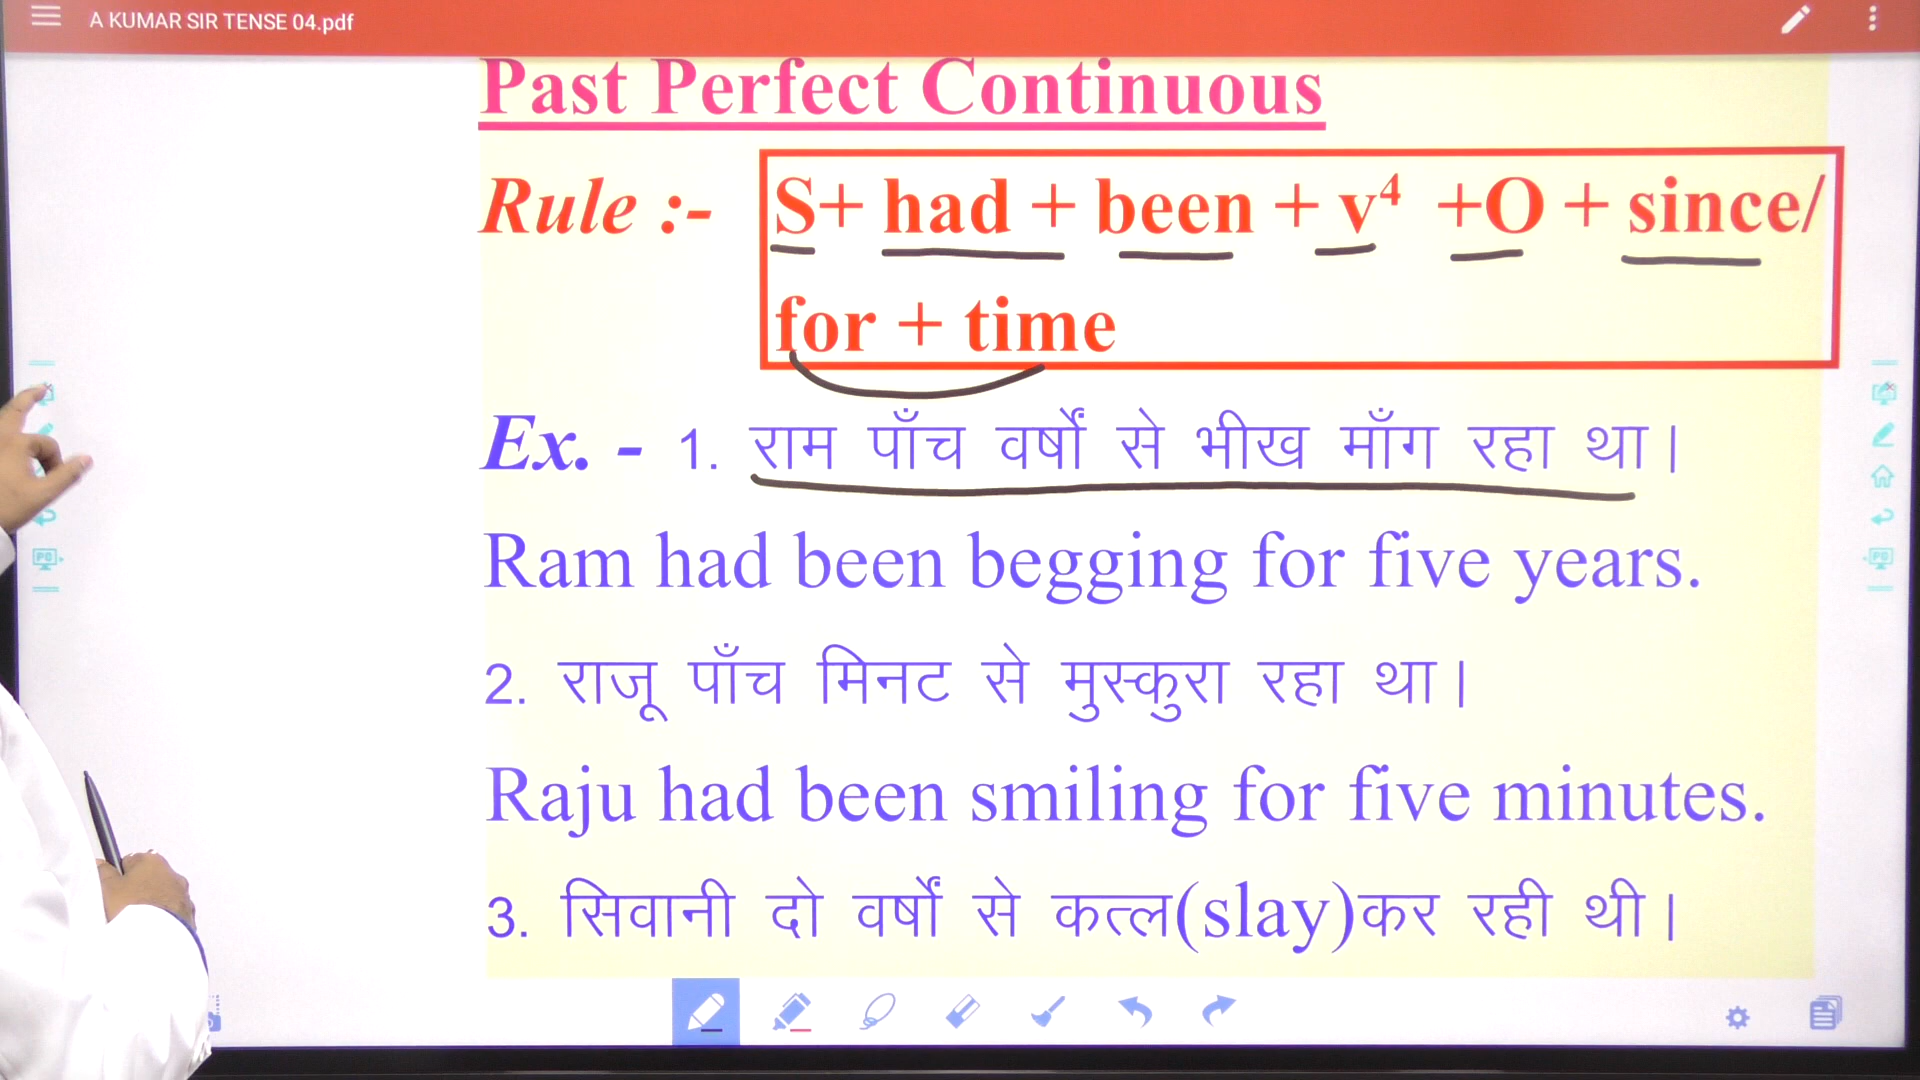 A KUMAR SIR TENSE 04.pdf
Past Perfect Continuous
Rule :- S+ had + been + v⁴ +O + since/
for + time
Ex. - 1. राम पाँच वर्षों से भीख माँग रहा था।
Ram had been begging for five years.
2. राजू पाँच मिनट से मुस्कुरा रहा था।
Raju had been smiling for five minutes.
3. सिवानी दो वर्षों से कत्ल(slay)कर रही थी।